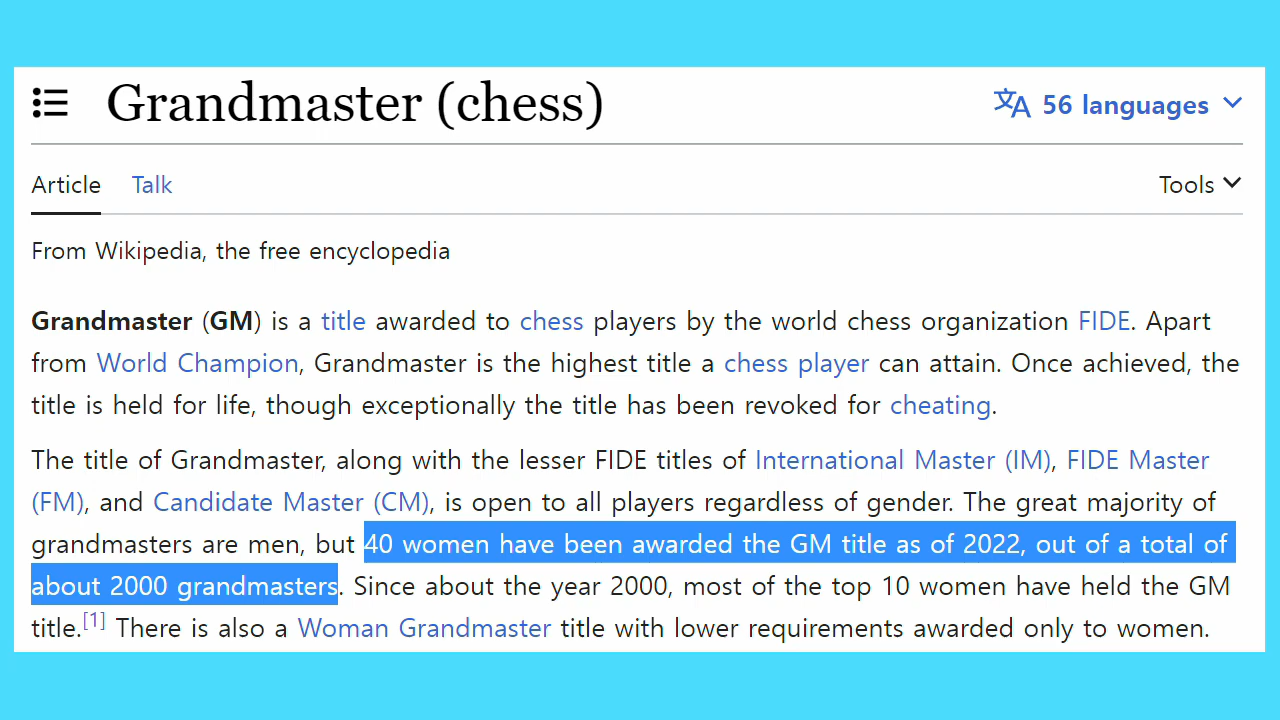 Grandmaster (chess)
56 languages
Article Talk
Tools
From Wikipedia, the free encyclopedia
Grandmaster (GM) is a title awarded to chess players by the world chess organization FIDE. Apart
from World Champion, Grandmaster is the highest title a chess player can attain. Once achieved, the
title is held for life, though exceptionally the title has been revoked for cheating.
The title of Grandmaster, along with the lesser FIDE titles of International Master (IM), FIDE Master
(FM), and Candidate Master (CM), is open to all players regardless of gender. The great majority of
grandmasters are men, but 40 women have been awarded the GM title as of 2022, out of a total of
about 2000 grandmasters. Since about the year 2000, most of the top 10 women have held the GM
title.[1] There is also a Woman Grandmaster title with lower requirements awarded only to women.